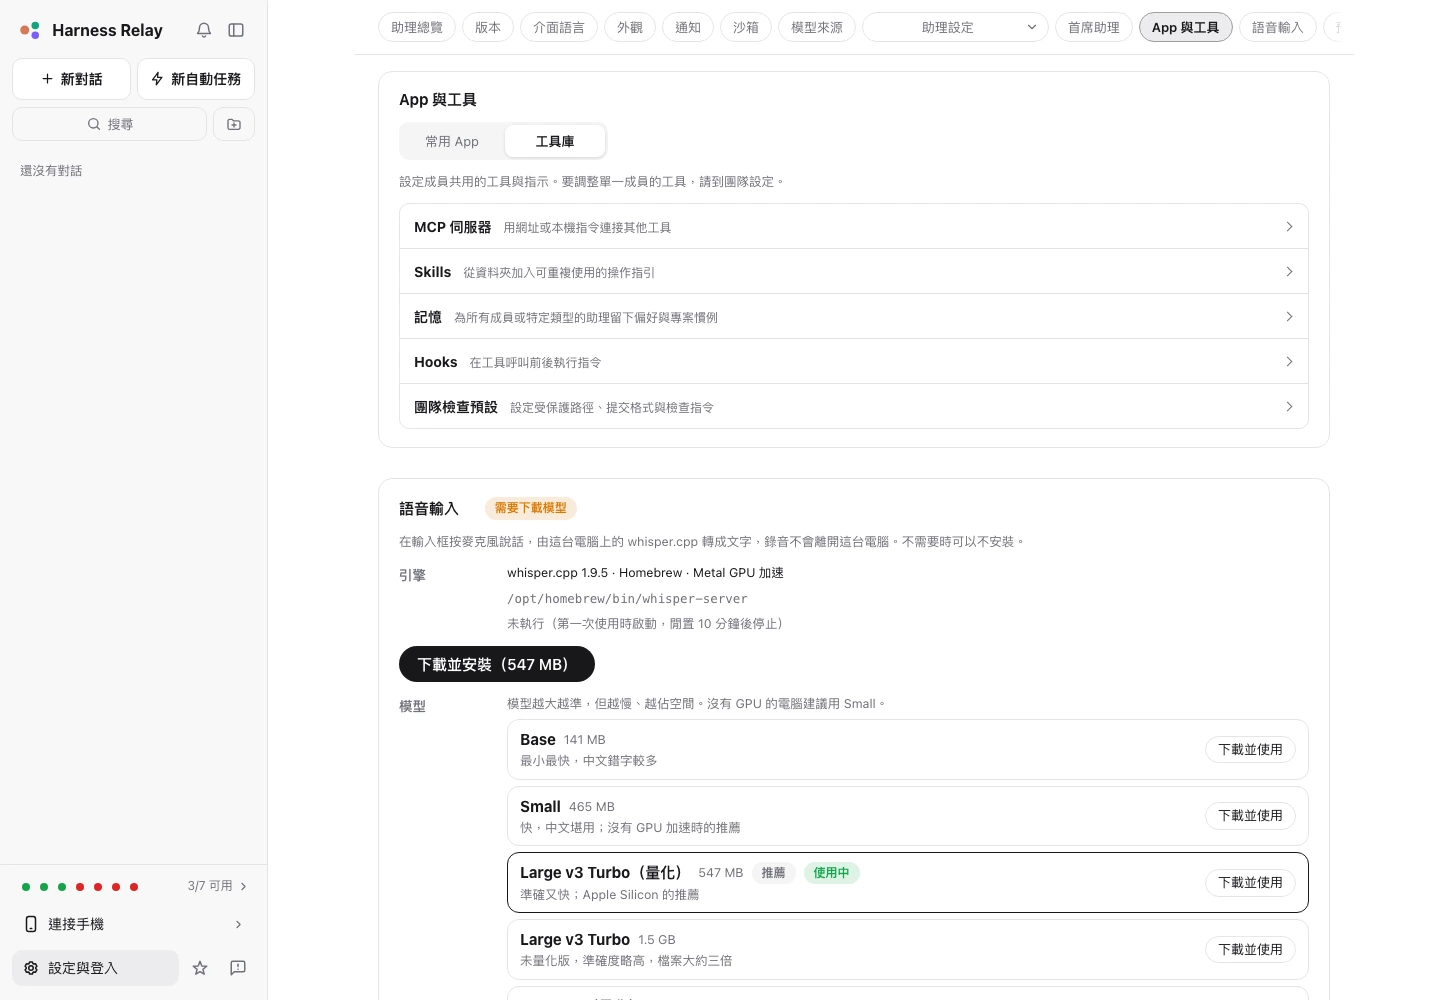 Harness Relay
新對話
新自動任務
搜尋
還沒有對話
3/7 可用
連接手機
設定與登入
助理總覽
版本
介面語言
外觀
通知
沙箱
模型來源
助理設定
首席助理
App 與工具
語音輸入
App 與工具
常用 App
工具庫
設定成員共用的工具與指示。要調整單一成員的工具，請到團隊設定。
MCP 伺服器 用網址或本機指令連接其他工具
Skills 從資料夾加入可重複使用的操作指引
記憶 為所有成員或特定類型的助理留下偏好與專案慣例
Hooks 在工具呼叫前後執行指令
團隊檢查預設 設定受保護路徑、提交格式與檢查指令
語音輸入 需要下載模型
在輸入框按麥克風說話，由這台電腦上的 whisper.cpp 轉成文字，錄音不會離開這台電腦。不需要時可以不安裝。
引擎 whisper.cpp 1.9.5 · Homebrew · Metal GPU 加速
/opt/homebrew/bin/whisper-server
未執行（第一次使用時啟動，閒置 10 分鐘後停止）
下載並安裝（547 MB）
模型 模型越大越準，但越慢、越佔空間。沒有 GPU 的電腦建議用 Small。
Base 141 MB
最小最快，中文錯字較多
下載並使用
Small 465 MB
快，中文堪用；沒有 GPU 加速時的推薦
下載並使用
Large v3 Turbo（量化） 547 MB 推薦 使用中
準確又快；Apple Silicon 的推薦
下載並使用
Large v3 Turbo 1.5 GB
未量化版，準確度略高，檔案大約三倍
下載並使用